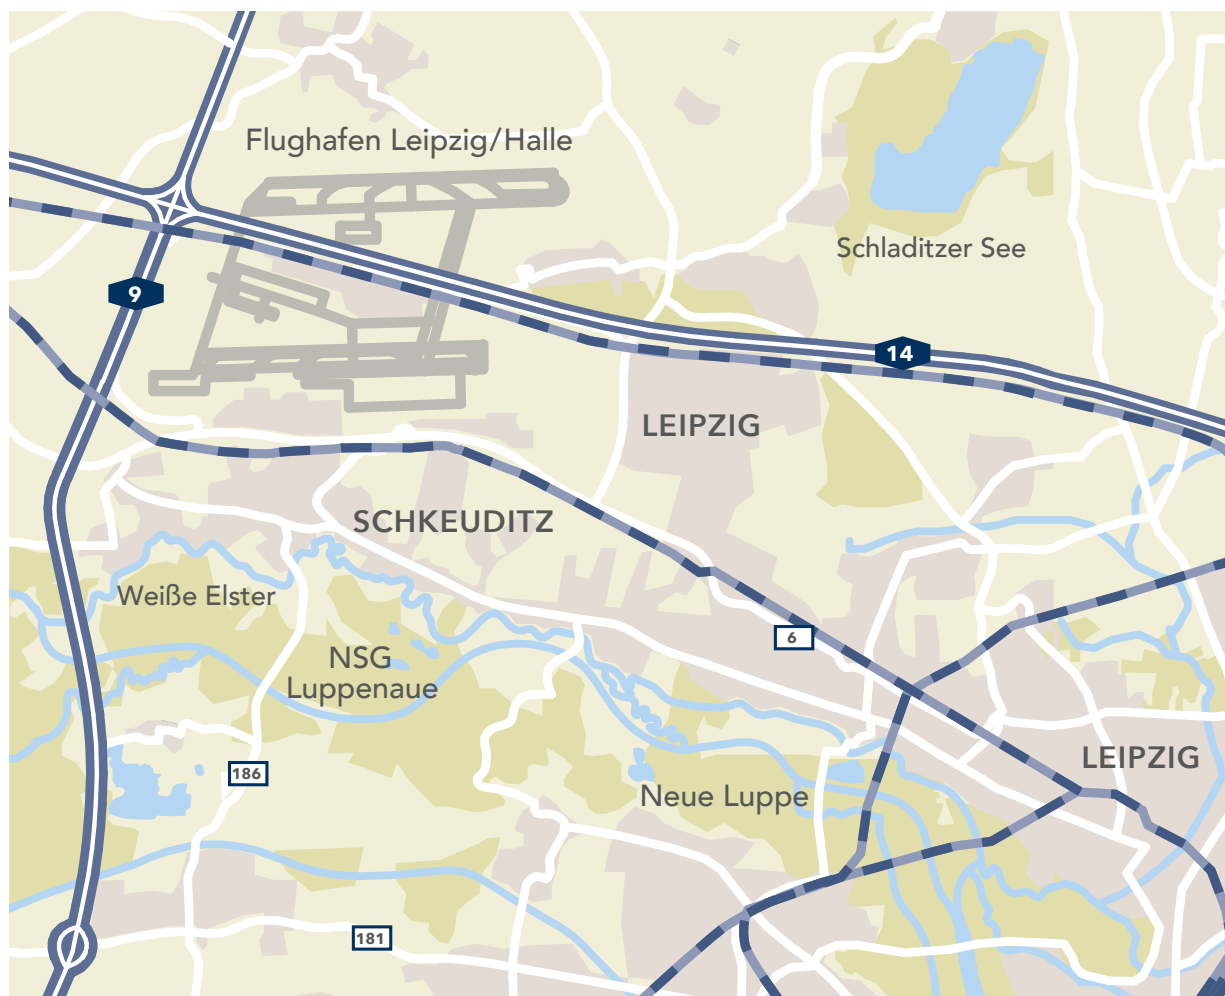 Flughafen Leipzig/Halle
Schladitzer See
9
14
LEIPZIG
SCHKEUDITZ
Weiße Elster
6
NSG
Luppenaue
LEIPZIG
186
Neue Luppe
181